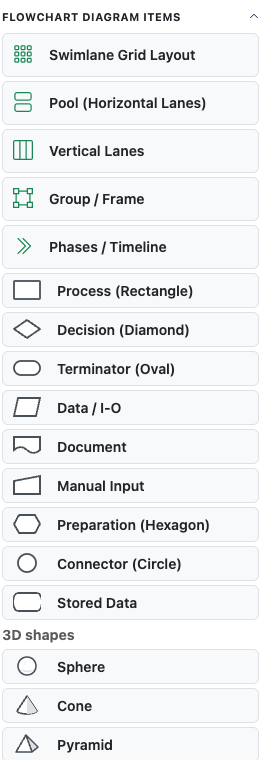 FLOWCHART DIAGRAM ITEMS
Swimlane Grid Layout
Pool (Horizontal Lanes)
Vertical Lanes
Group / Frame
Phases / Timeline
Process (Rectangle)
Decision (Diamond)
Terminator (Oval)
Data / I-O
Document
Manual Input
Preparation (Hexagon)
Connector (Circle)
Stored Data
3D shapes
Sphere
Cone
Pyramid